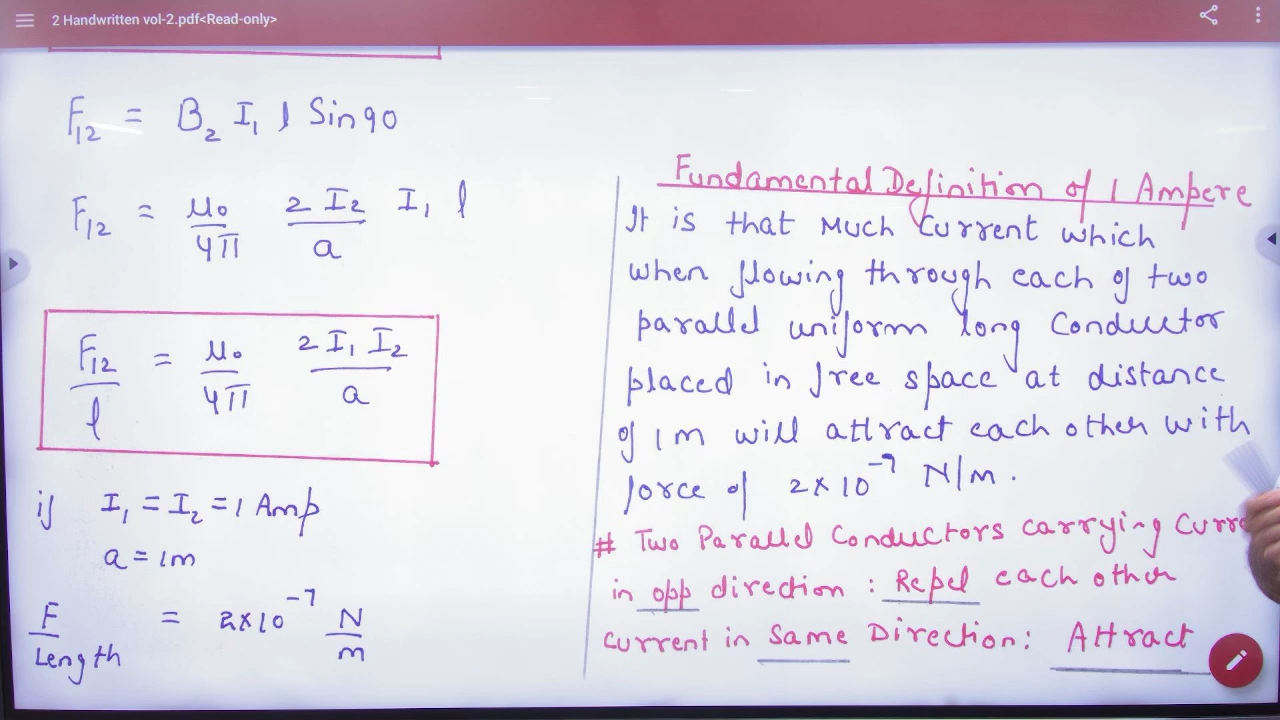 2 Handwritten vol-2.pdf<Read-only>
F₁₂ = B₂ I₁ l Sin90
F₁₂ = μ₀/4π 2I₂/a I₁ l
F₁₂/l = μ₀/4π 2I₁I₂/a
if I₁ = I₂ = 1 Amp
a = 1m
F/Length = 2×10⁻⁷ N/m
Fundamental Definition of 1 Ampere
It is that Much Current which
when flowing through each of two
parallel uniform long Conductor
placed in free space at distance
of 1m will attract each other with
force of 2×10⁻⁷ N/m.
# Two Parallel Conductors carrying Curre
in opp direction : Repel each other
current in Same Direction: Attract